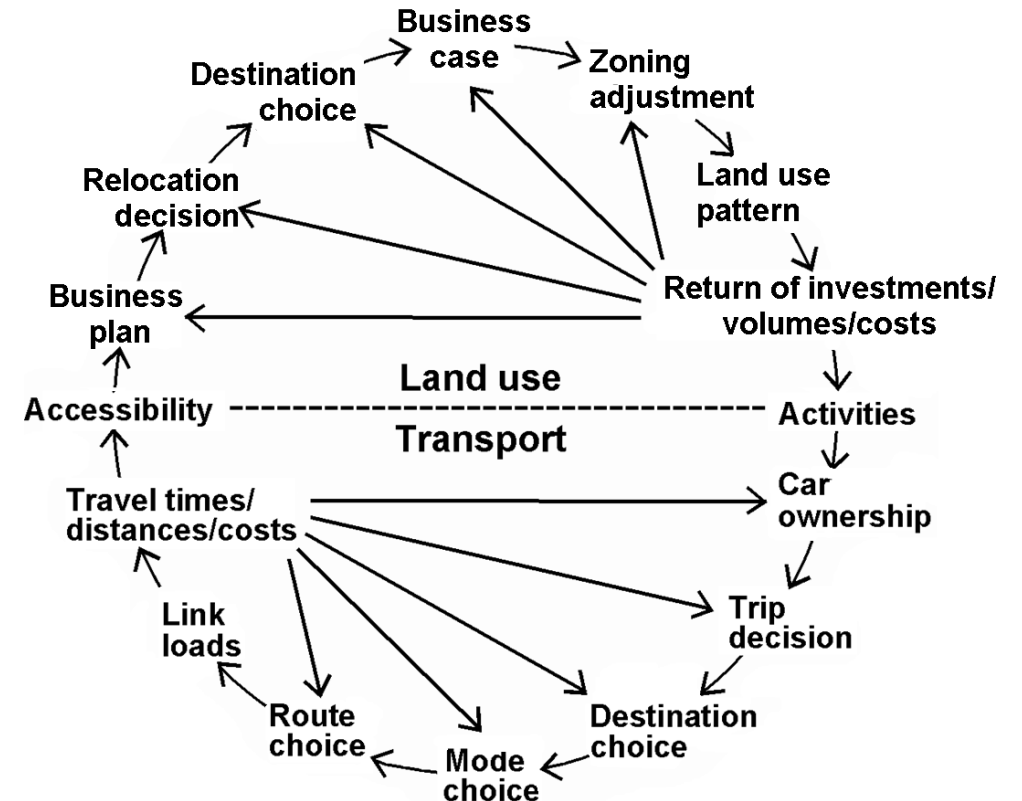 Business
case
Zoning
adjustment
Destination
choice
Land use
pattern
Relocation
decision
Return of investments/
volumes/costs
Business
plan
Land use
Accessibility
Activities
Transport
Car
ownership
Travel times/
distances/costs
Trip
decision
Link
loads
Destination
choice
Route
choice
Mode
choice